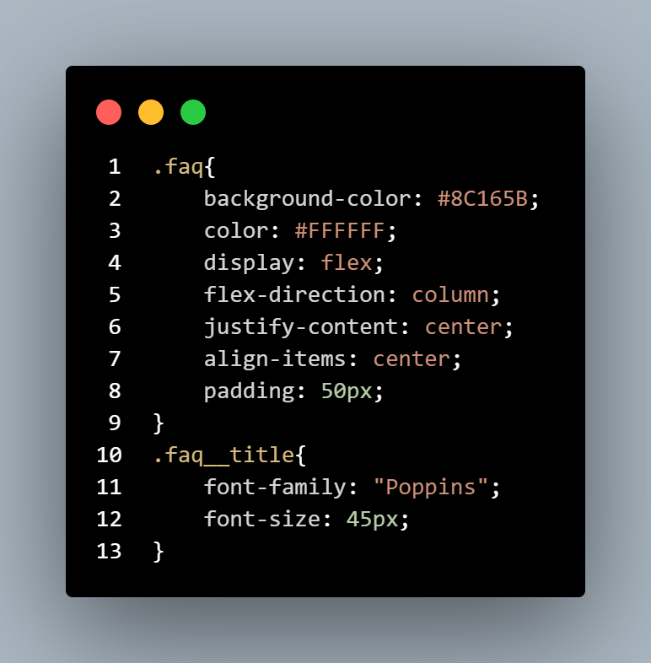 1 .faq{
2     background-color: #8C165B;
3     color: #FFFFFF;
4     display: flex;
5     flex-direction: column;
6     justify-content: center;
7     align-items: center;
8     padding: 50px;
9 }
10 .faq__title{
11     font-family: "Poppins";
12     font-size: 45px;
13 }